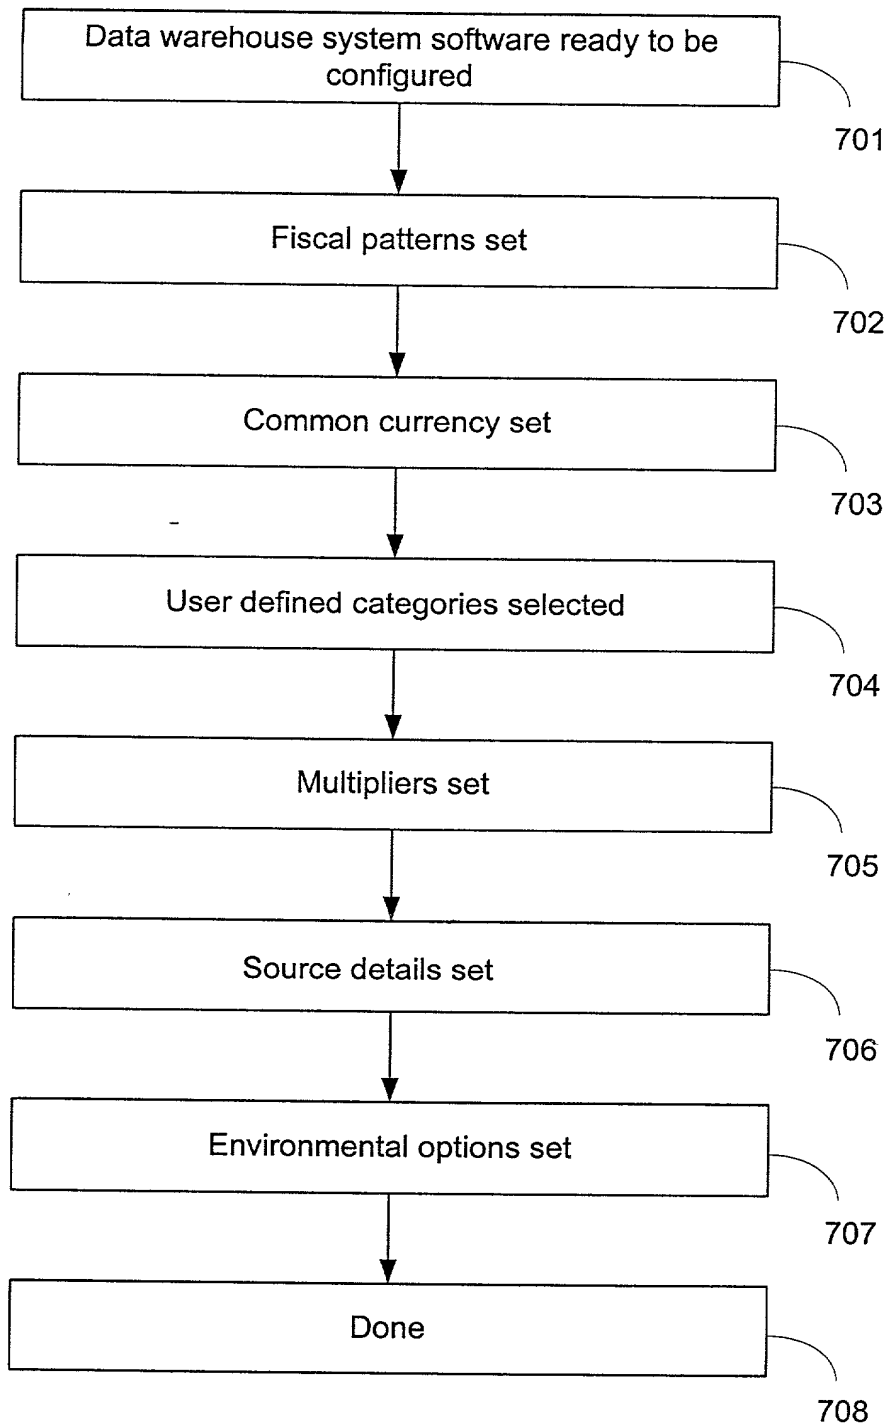 Data warehouse system software ready to be
configured
701
Fiscal patterns set
702
Common currency set
703
User defined categories selected
704
Multipliers set
705
Source details set
706
Environmental options set
707
Done
708